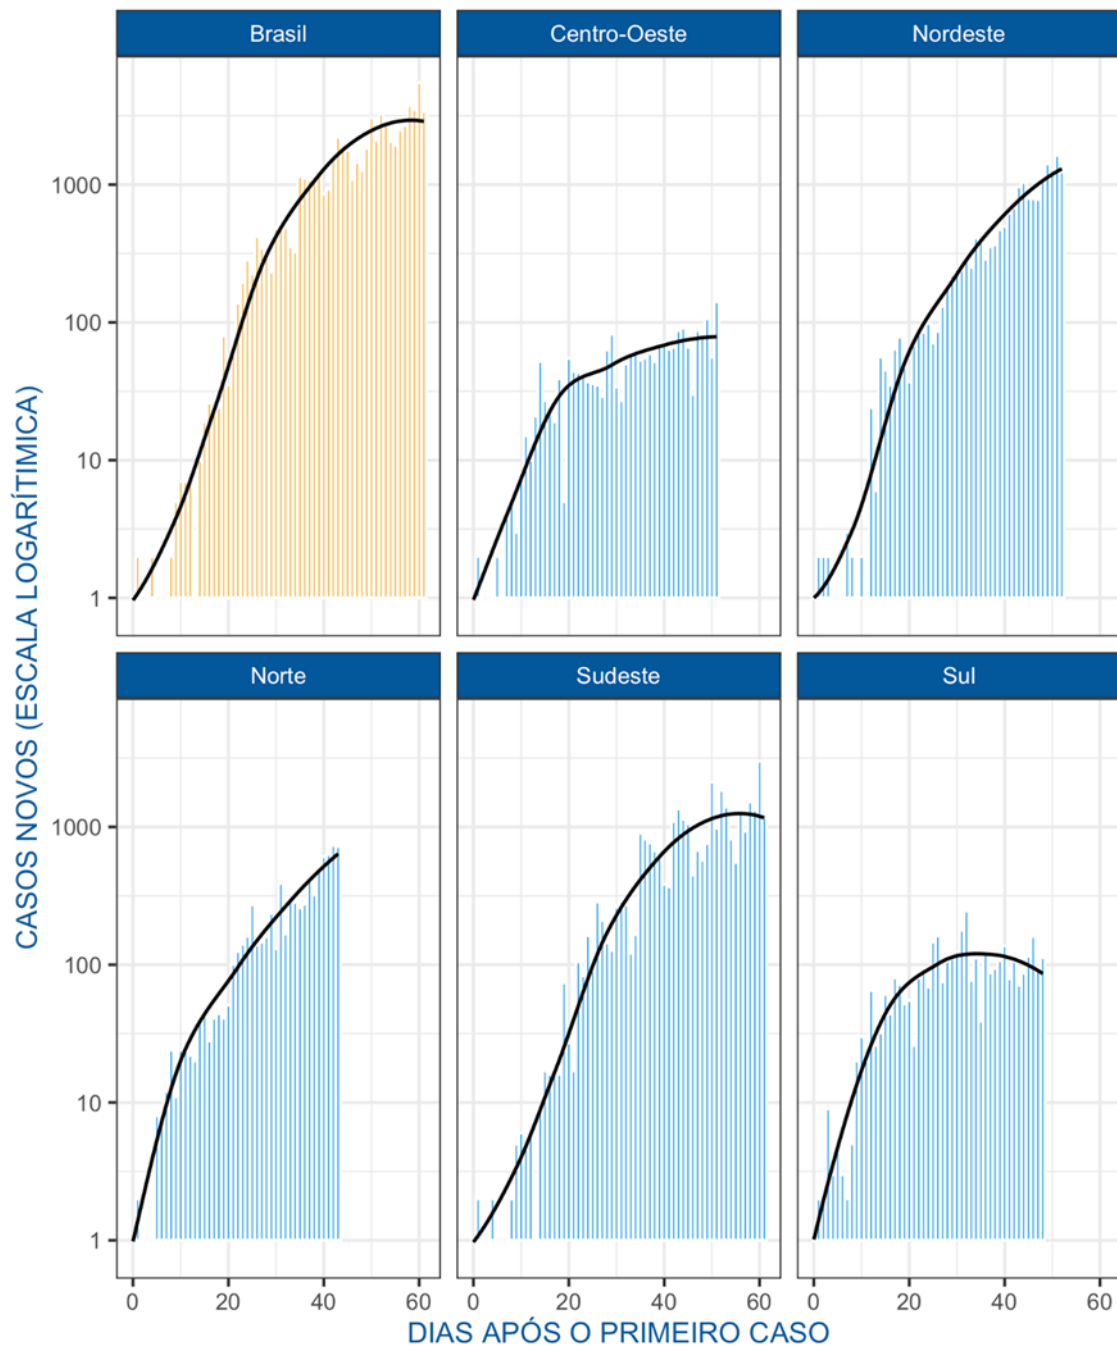 Brasil
Centro-Oeste
Nordeste
1000
100
10
1
Norte
Sudeste
Sul
1000
100
10
1
0 20 40 60
0 20 40 60
0 20 40 60
CASOS NOVOS (ESCALA LOGARÍTIMICA)
DIAS APÓS O PRIMEIRO CASO